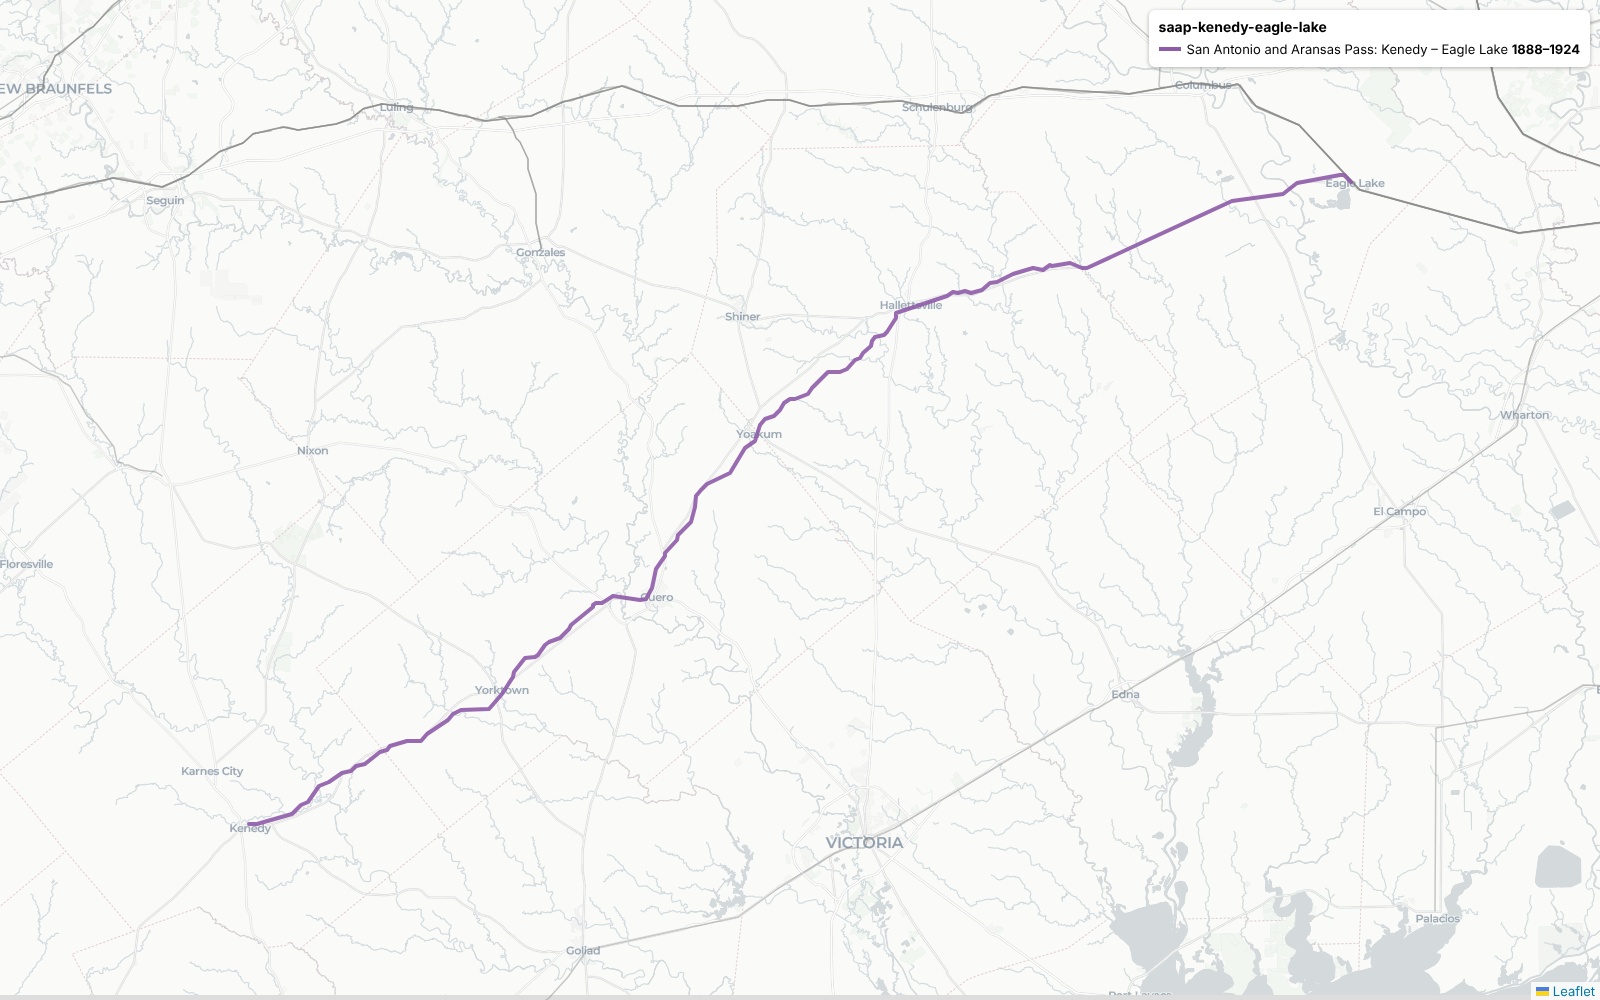 saap-kenedy-eagle-lake
San Antonio and Aransas Pass: Kenedy – Eagle Lake 1888–1924
EW BRAUNFELS
Columbus
Luling
Schulenburg
Eagle Lake
Seguin
Gonzales
Hallettsville
Shiner
Wharton
Yoakum
Nixon
El Campo
Floresville
Cuero
Yorktown
Edna
Karnes City
Kenedy
VICTORIA
Palacios
Goliad
Leaflet